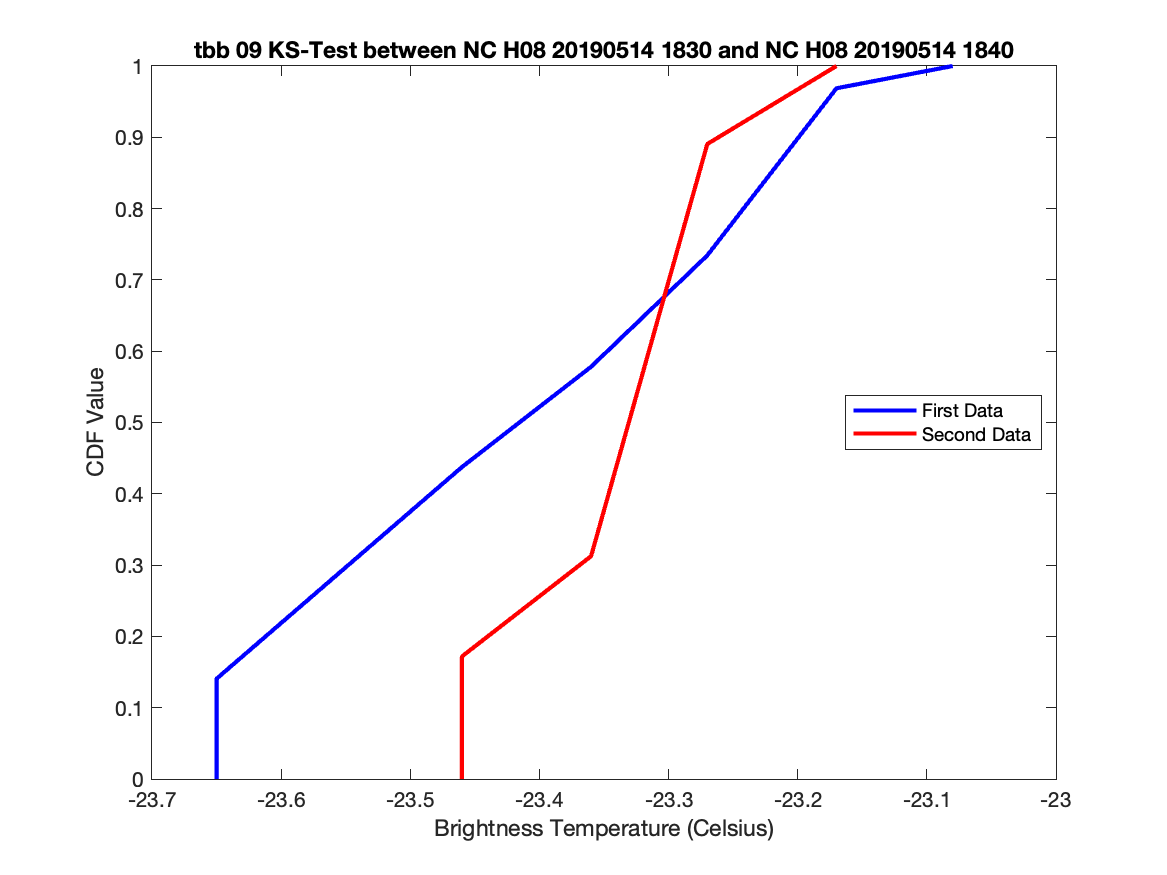 tbb 09 KS-Test between NC H08 20190514 1830 and NC H08 20190514 1840
1
0.9
0.8
0.7
0.6
0.5
0.4
0.3
0.2
0.1
0
CDF Value
First Data
Second Data
-23.7 -23.6 -23.5 -23.4 -23.3 -23.2 -23.1 -23
Brightness Temperature (Celsius)